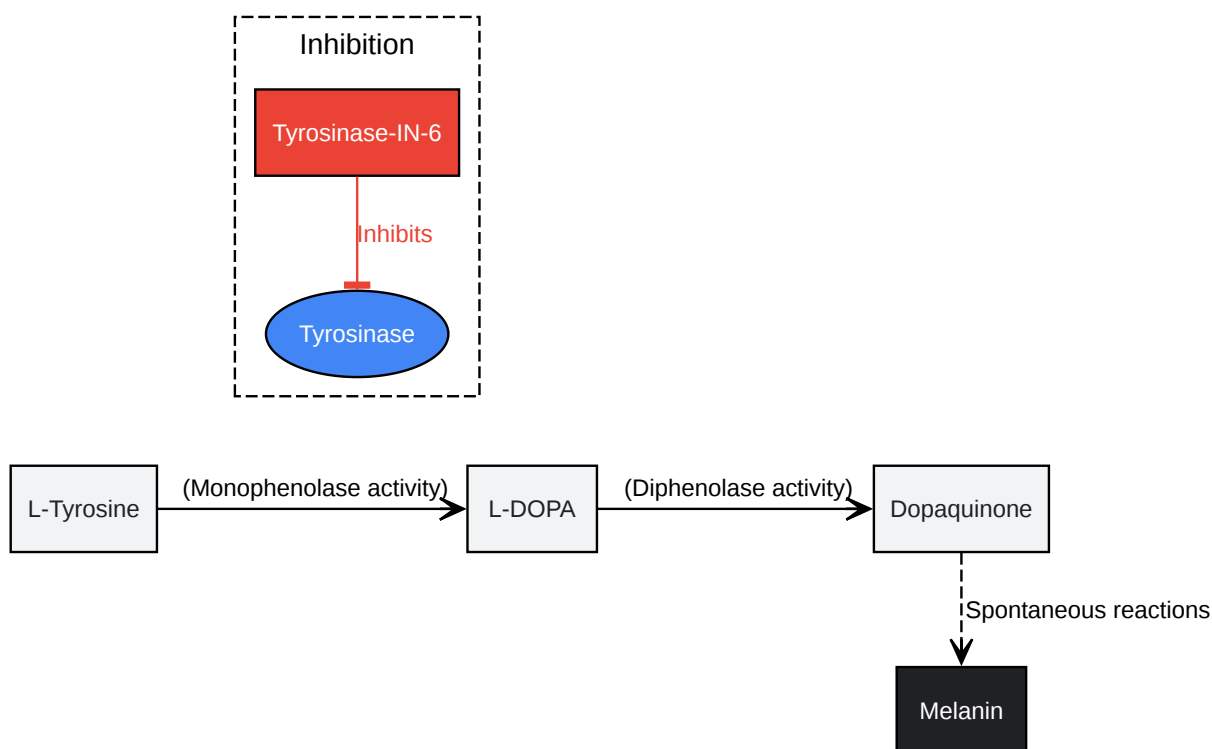 Inhibition
Tyrosinase-IN-6
Inhibits
Tyrosinase
(Monophenolase activity)
(Diphenolase activity)
L-Tyrosine
L-DOPA
Dopaquinone
Spontaneous reactions
Melanin